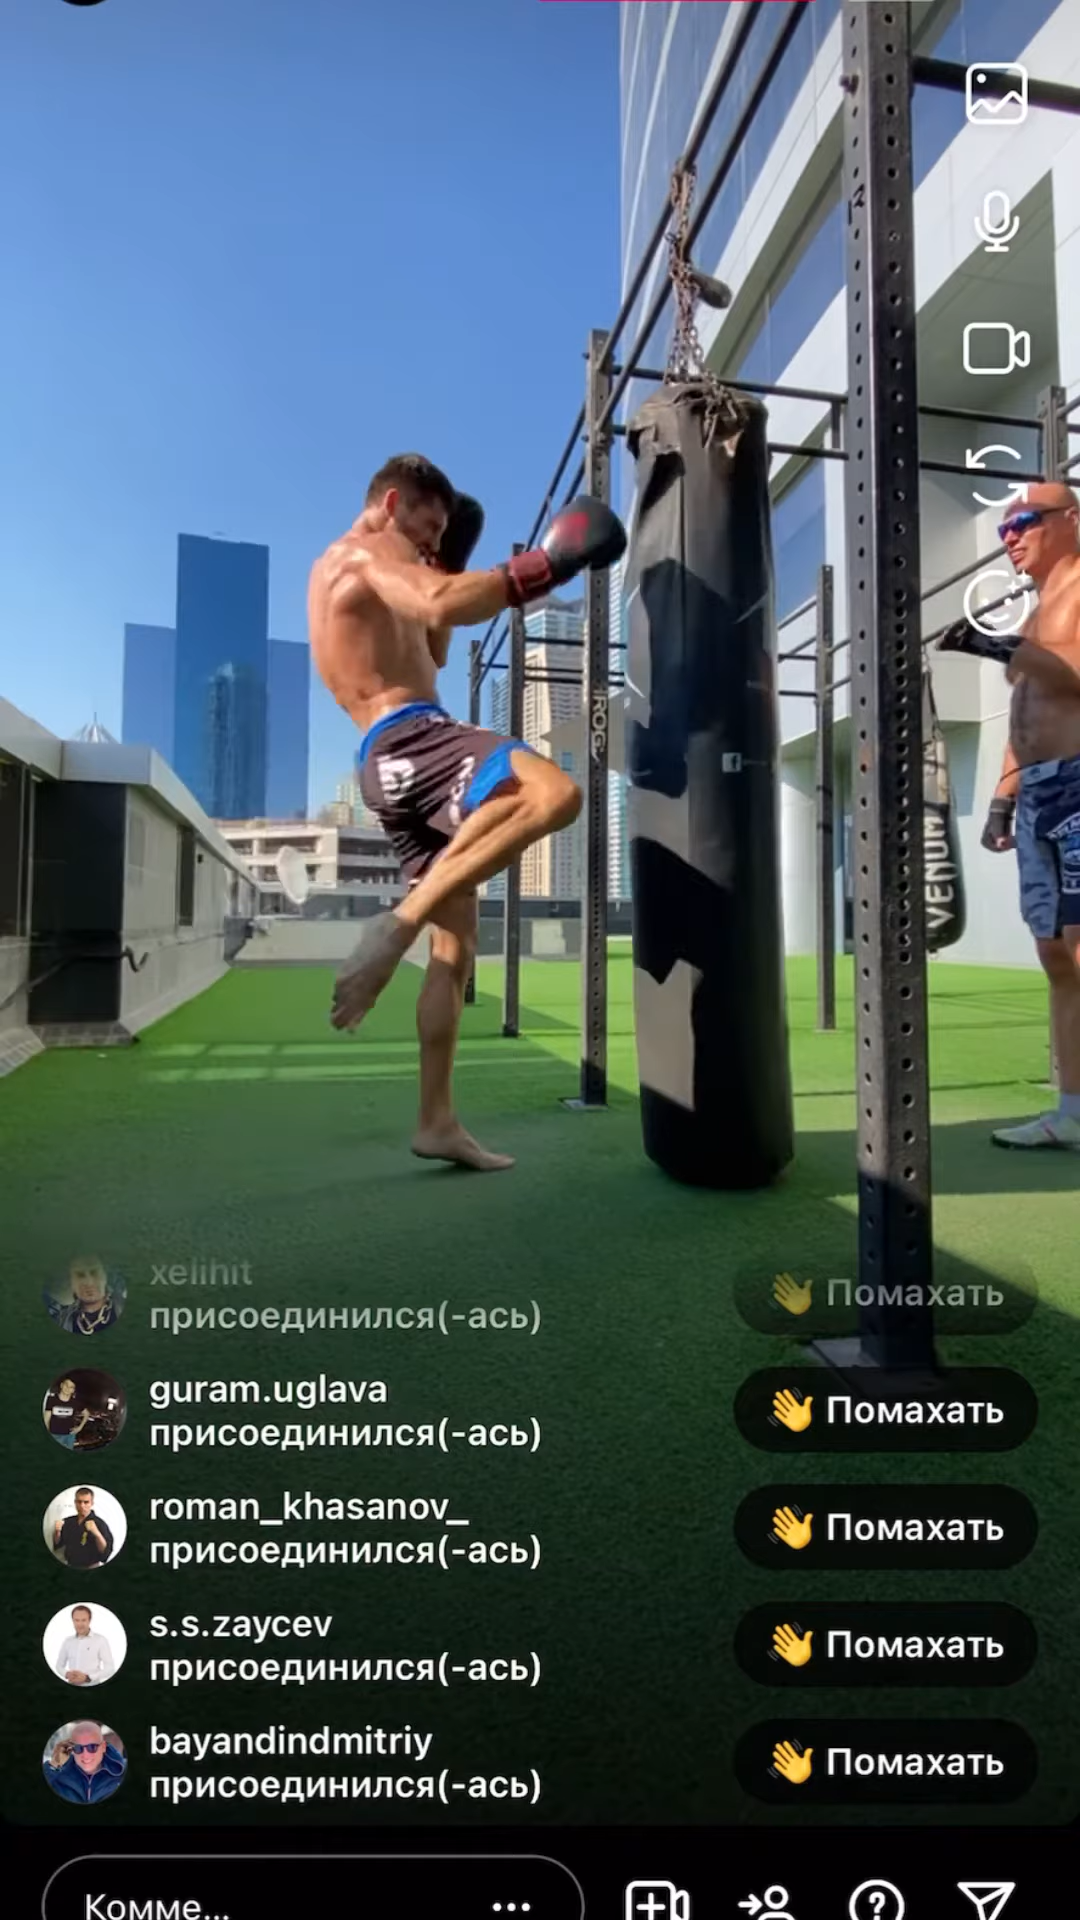 ROG
VENUM
xelihit
присоединился(-ась)
👋 Помахать
guram.uglava
присоединился(-ась)
👋 Помахать
roman_khasanov_
присоединился(-ась)
👋 Помахать
s.s.zaycev
присоединился(-ась)
👋 Помахать
bayandindmitriy
присоединился(-ась)
👋 Помахать
Комме...